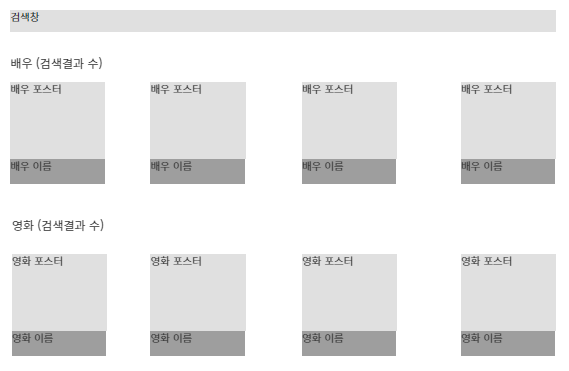 검색창
배우 (검색결과 수)
배우 포스터 배우 포스터 배우 포스터 배우 포스터
배우 이름 배우 이름 배우 이름 배우 이름
영화 (검색결과 수)
영화 포스터 영화 포스터 영화 포스터 영화 포스터
영화 이름 영화 이름 영화 이름 영화 이름